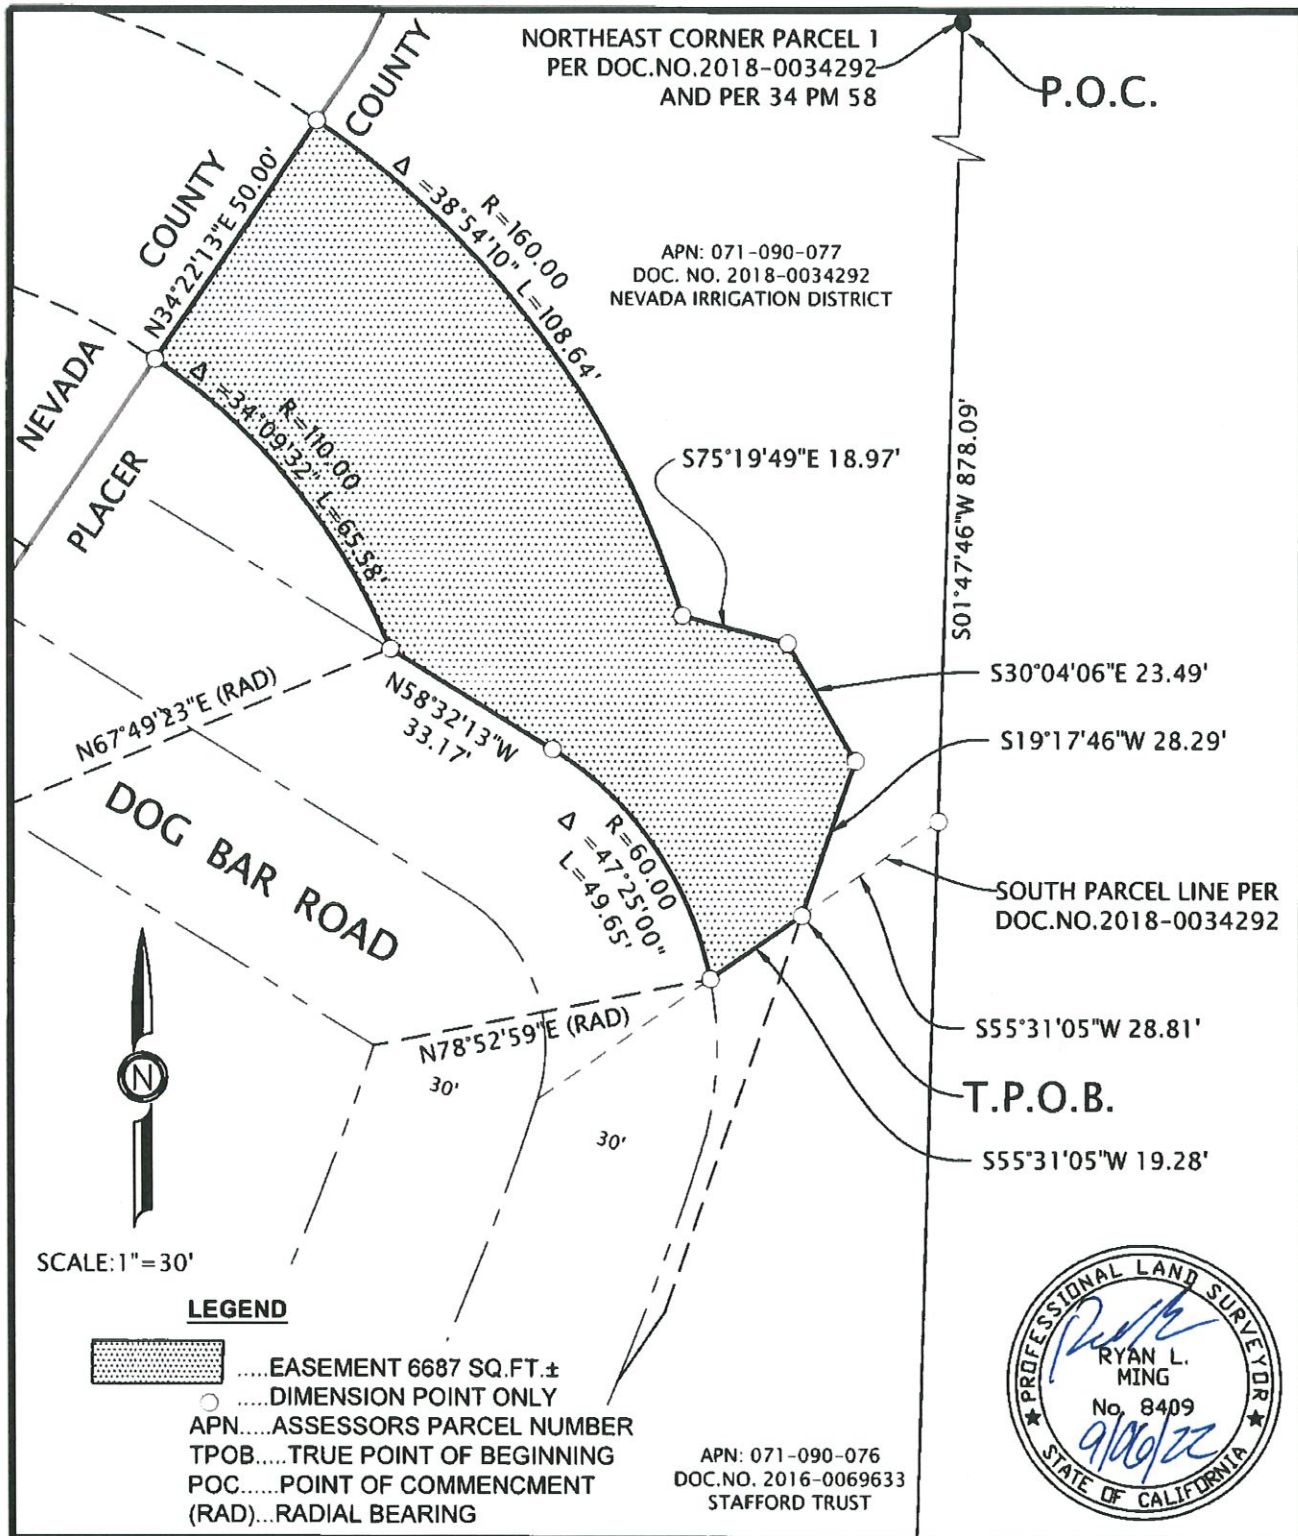 NORTHEAST CORNER PARCEL 1
PER DOC.NO.2018-0034292
AND PER 34 PM 58
P.O.C.
COUNTY
COUNTY
N34°22'13"E 50.00'
NEVADA
PLACER
R=160.00
Δ =38°54'10" L=108.64'
APN: 071-090-077
DOC. NO. 2018-0034292
NEVADA IRRIGATION DISTRICT
R=110.00
Δ =34°09'32" L=65.58'
S75°19'49"E 18.97'
S01°47'46"W 878.09'
S30°04'06"E 23.49'
S19°17'46"W 28.29'
N67°49'23"E (RAD)
N58°32'13"W
33.17'
DOG BAR ROAD
R=60.00
Δ =47°25'00"
L=49.65'
SOUTH PARCEL LINE PER
DOC.NO.2018-0034292
N78°52'59"E (RAD)
30'
30'
S55°31'05"W 28.81'
T.P.O.B.
S55°31'05"W 19.28'
N
SCALE:1"=30'
LEGEND
.....EASEMENT 6687 SQ.FT.±
.....DIMENSION POINT ONLY
APN.....ASSESSORS PARCEL NUMBER
TPOB.....TRUE POINT OF BEGINNING
POC......POINT OF COMMENCMENT
(RAD)...RADIAL BEARING
APN: 071-090-076
DOC.NO. 2016-0069633
STAFFORD TRUST
PROFESSIONAL LAND SURVEYOR
RYAN L.
MING
No. 8409
9/06/22
STATE OF CALIFORNIA